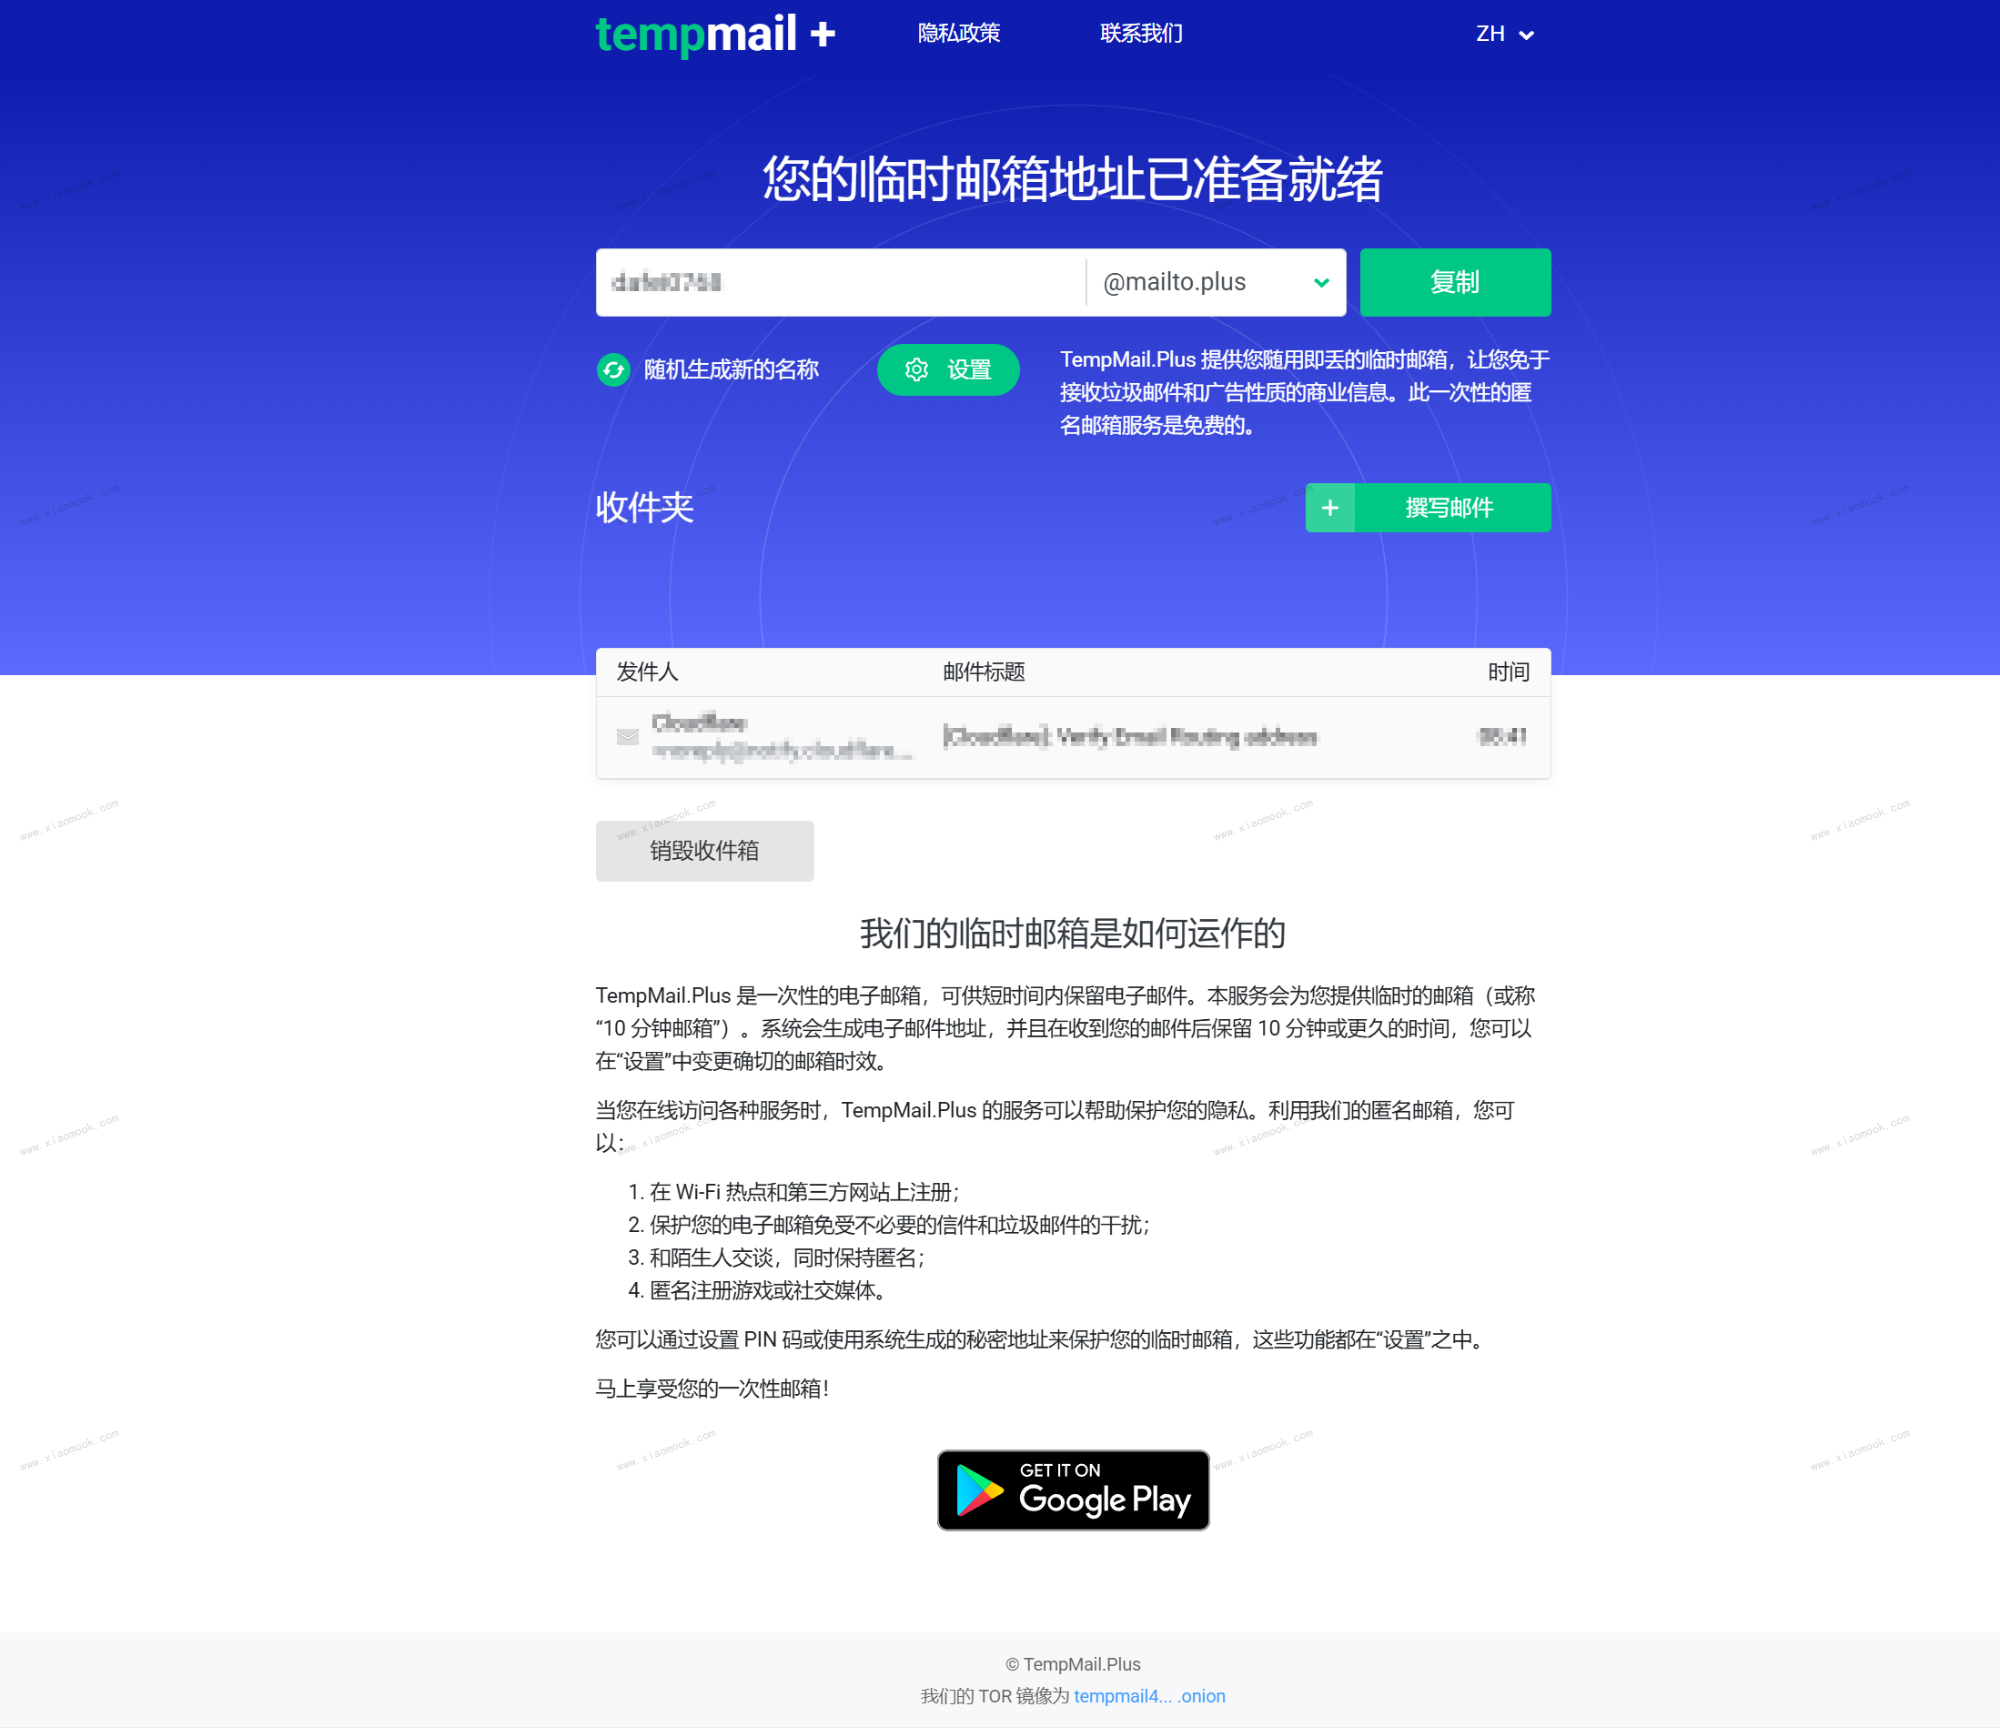 tempmail +
隐私政策
联系我们
ZH
您的临时邮箱地址已准备就绪
@mailto.plus
复制
随机生成新的名称
设置
TempMail.Plus 提供您随用即丢的临时邮箱，让您免于
接收垃圾邮件和广告性质的商业信息。此一次性的匿
名邮箱服务是免费的。
收件夹
+ 撰写邮件
发件人
邮件标题
时间
Cloudflare
[Cloudflare]: Verify Email Routing address
销毁收件箱
我们的临时邮箱是如何运作的
TempMail.Plus 是一次性的电子邮箱，可供短时间内保留电子邮件。本服务会为您提供临时的邮箱（或称
“10 分钟邮箱”）。系统会生成电子邮件地址，并且在收到您的邮件后保留 10 分钟或更久的时间，您可以
在“设置”中变更确切的邮箱时效。
当您在线访问各种服务时，TempMail.Plus 的服务可以帮助保护您的隐私。利用我们的匿名邮箱，您可
以：
1. 在 Wi-Fi 热点和第三方网站上注册；
2. 保护您的电子邮箱免受不必要的信件和垃圾邮件的干扰；
3. 和陌生人交谈，同时保持匿名；
4. 匿名注册游戏或社交媒体。
您可以通过设置 PIN 码或使用系统生成的秘密地址来保护您的临时邮箱，这些功能都在“设置”之中。
马上享受您的一次性邮箱！
GET IT ON
Google Play
© TempMail.Plus
我们的 TOR 镜像为 tempmail4... .onion
www.xiaomook.com